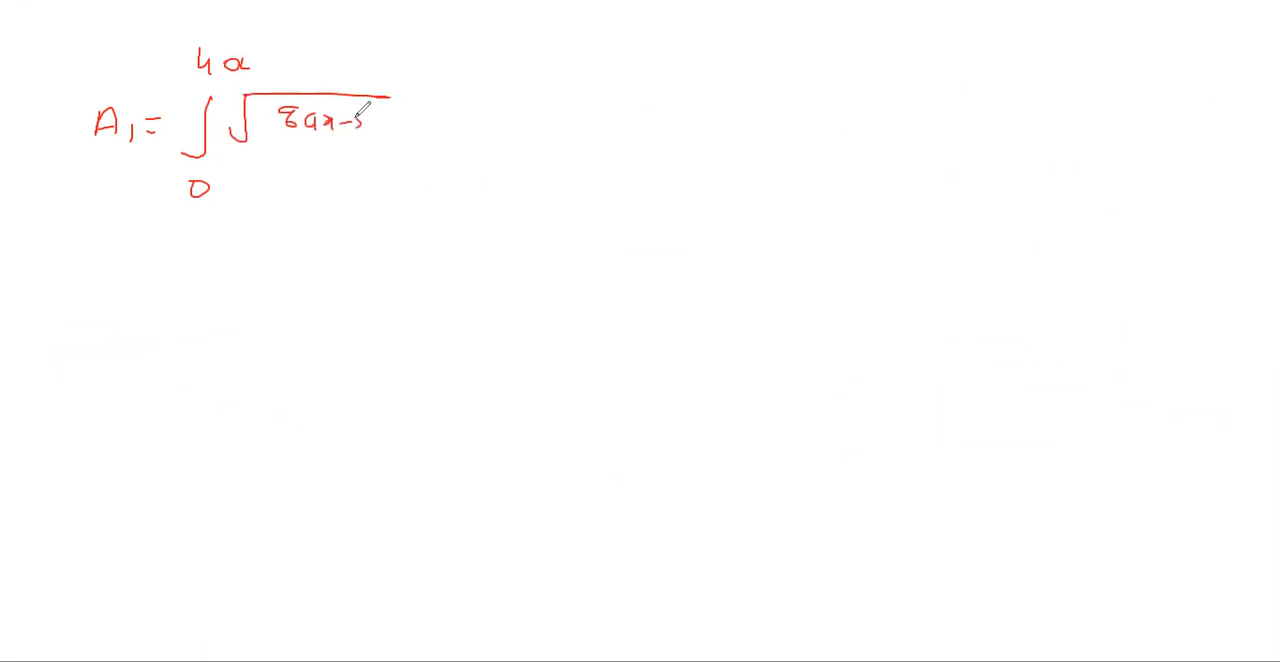 4a
A₁ = ∫ √8ax-
0